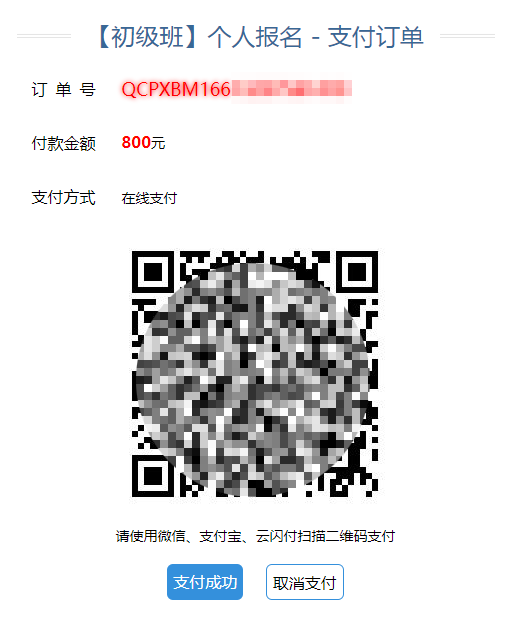 【初级班】个人报名 - 支付订单
订 单 号 QCPXBM166
付款金额 800元
支付方式 在线支付
请使用微信、支付宝、云闪付扫描二维码支付
支付成功 取消支付